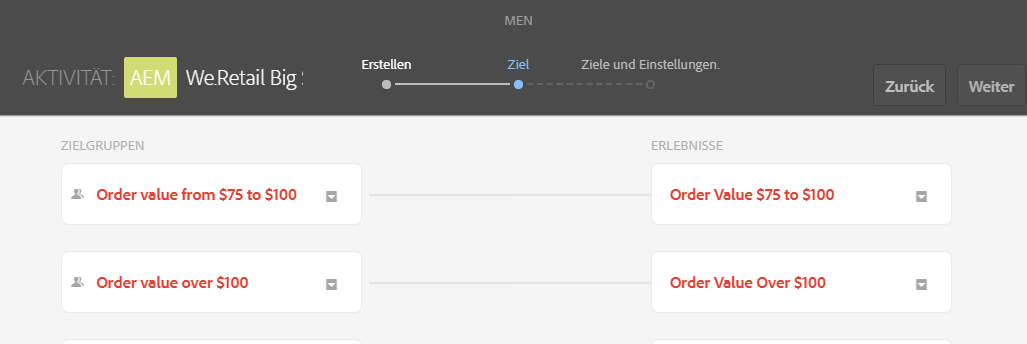 MEN
AKTIVITÄT: AEM We.Retail Big
Erstellen Ziel Ziele und Einstellungen.
Zurück Weiter
ZIELGRUPPEN ERLEBNISSE
Order value from $75 to $100 Order Value $75 to $100
Order value over $100 Order Value Over $100